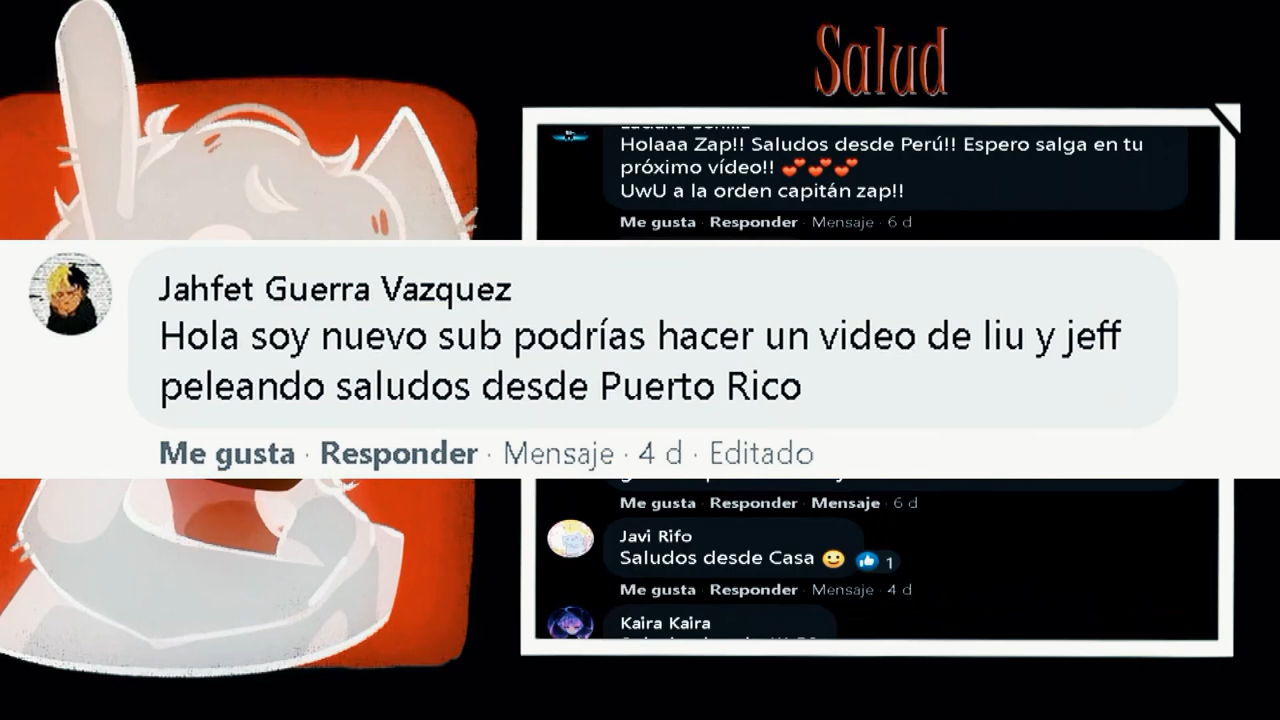 Salud
Holaaa Zap!! Saludos desde Perú!! Espero salga en tu
próximo vídeo!! 💕💕💕
UwU a la orden capitán zap!!
Me gusta · Responder · Mensaje · 6 d
Jahfet Guerra Vazquez
Hola soy nuevo sub podrías hacer un video de liu y jeff
peleando saludos desde Puerto Rico
Me gusta · Responder · Mensaje · 4 d · Editado
Me gusta · Responder · Mensaje · 6 d
Javi Rifo
Saludos desde Casa 🙂 👍 1
Me gusta · Responder · Mensaje · 4 d
Kaira Kaira